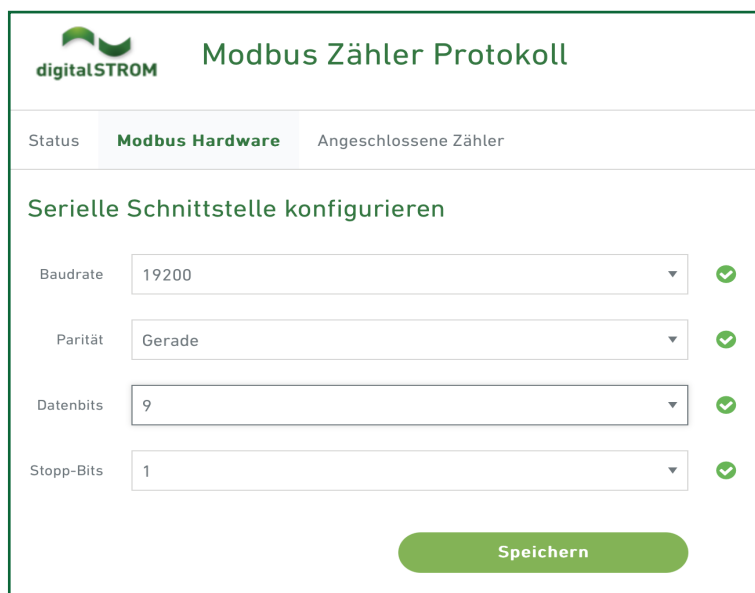 digitalSTROM
Modbus Zähler Protokoll
Status Modbus Hardware Angeschlossene Zähler
Serielle Schnittstelle konfigurieren
Baudrate 19200
Parität Gerade
Datenbits 9
Stopp-Bits 1
Speichern